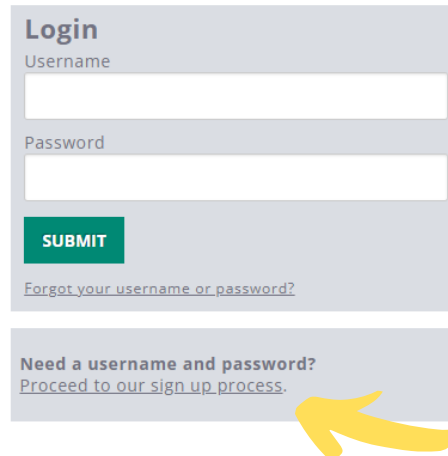 Login
Username
Password
SUBMIT
Forgot your username or password?
Need a username and password?
Proceed to our sign up process.